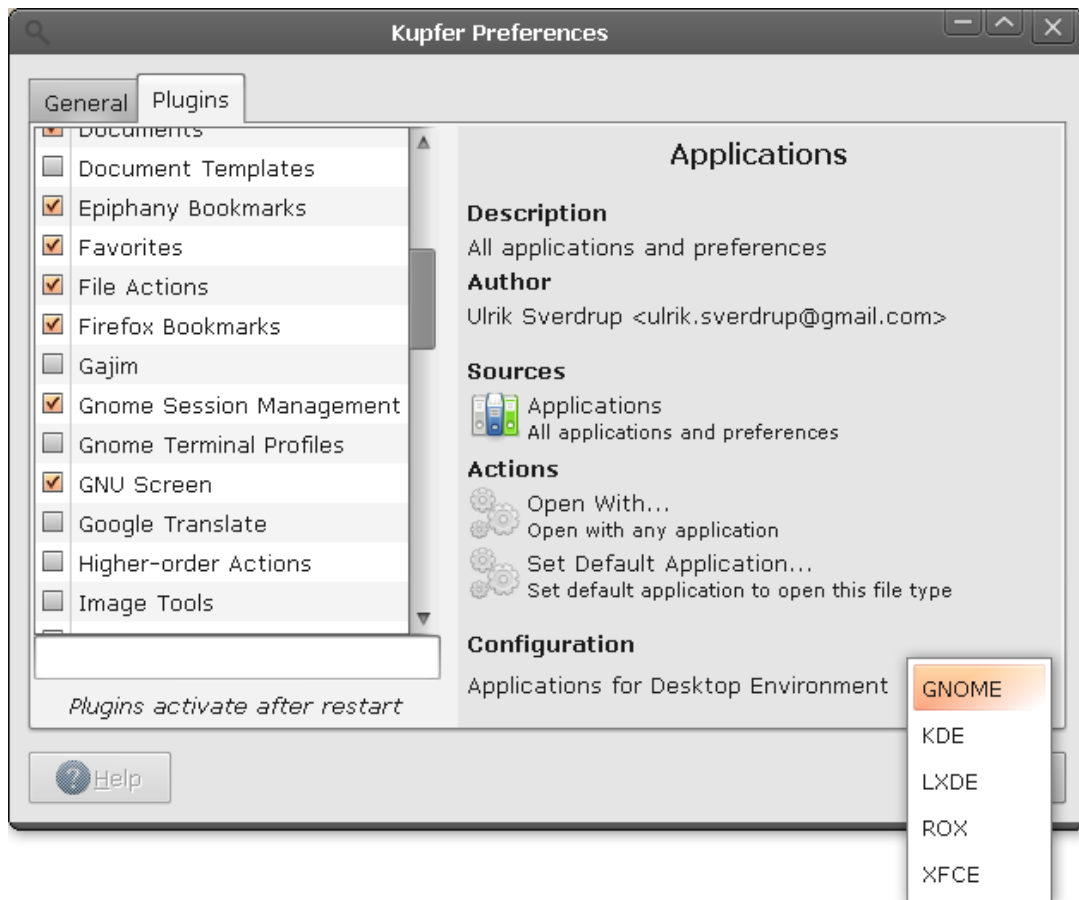 Kupfer Preferences
General
Plugins
Documents
Document Templates
Epiphany Bookmarks
Favorites
File Actions
Firefox Bookmarks
Gajim
Gnome Session Management
Gnome Terminal Profiles
GNU Screen
Google Translate
Higher-order Actions
Image Tools
Plugins activate after restart
Help
Applications
Description
All applications and preferences
Author
Ulrik Sverdrup <ulrik.sverdrup@gmail.com>
Sources
Applications
All applications and preferences
Actions
Open With...
Open with any application
Set Default Application...
Set default application to open this file type
Configuration
Applications for Desktop Environment
GNOME
KDE
LXDE
ROX
XFCE